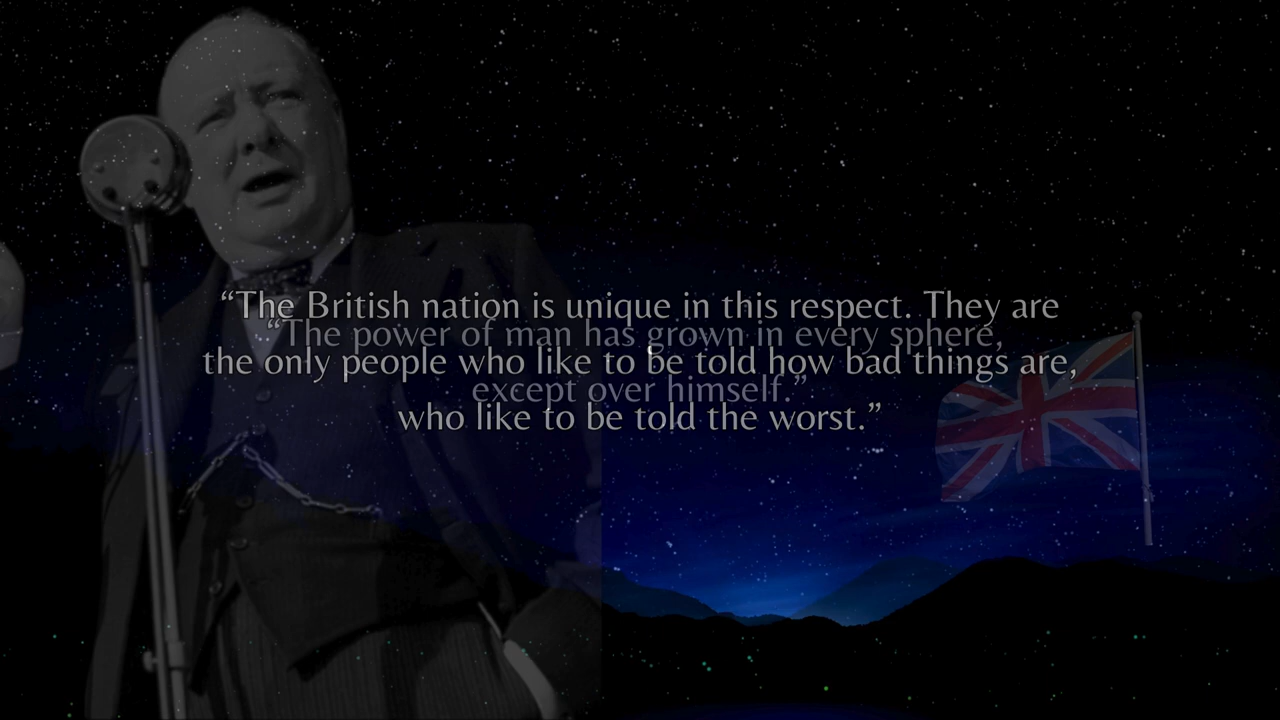 “The British nation is unique in this respect. They are
the only people who like to be told how bad things are,
who like to be told the worst.”
“The power of man has grown in every sphere,
except over himself.”